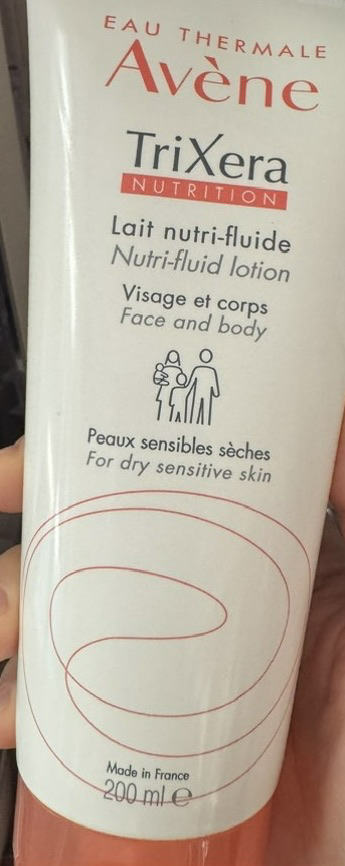 EAU THERMALE
Avène
TriXera
NUTRITION
Lait nutri-fluide
Nutri-fluid lotion
Visage et corps
Face and body
Peaux sensibles sèches
For dry sensitive skin
Made in France
200 ml ℮